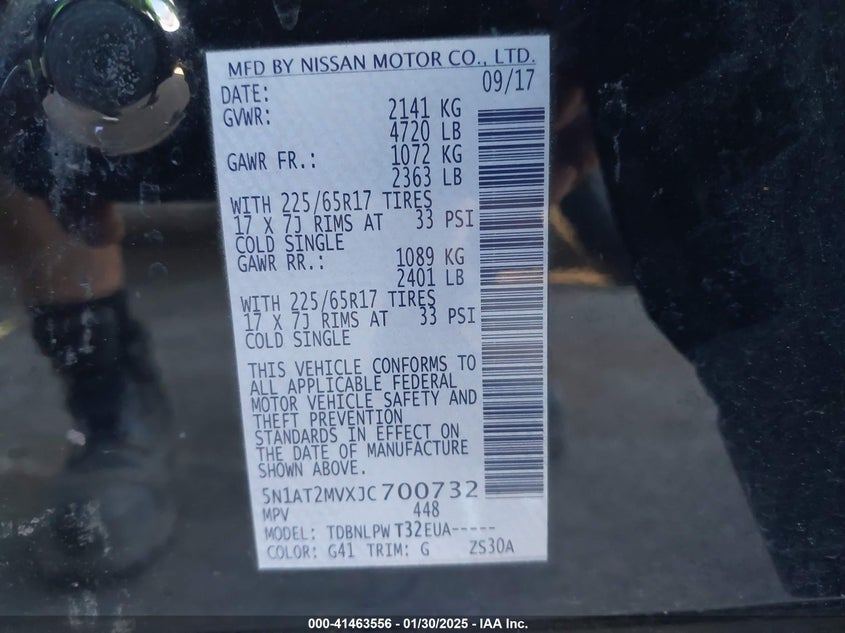 MFD BY NISSAN MOTOR CO., LTD.
DATE: 09/17
GVWR: 2141 KG
4720 LB
GAWR FR.: 1072 KG
2363 LB
WITH 225/65R17 TIRES
17 X 7J RIMS AT 33 PSI
COLD SINGLE
GAWR RR.: 1089 KG
2401 LB
WITH 225/65R17 TIRES
17 X 7J RIMS AT 33 PSI
COLD SINGLE
THIS VEHICLE CONFORMS TO
ALL APPLICABLE FEDERAL
MOTOR VEHICLE SAFETY AND
THEFT PREVENTION
STANDARDS IN EFFECT ON
THE DATE OF MANUFACTURE
SHOWN ABOVE.
5N1AT2MVXJC700732
MPV 448
MODEL: TDBNLPW T32EUA-----
COLOR: G41 TRIM: G ZS30A
000-41463556 - 01/30/2025 - IAA Inc.